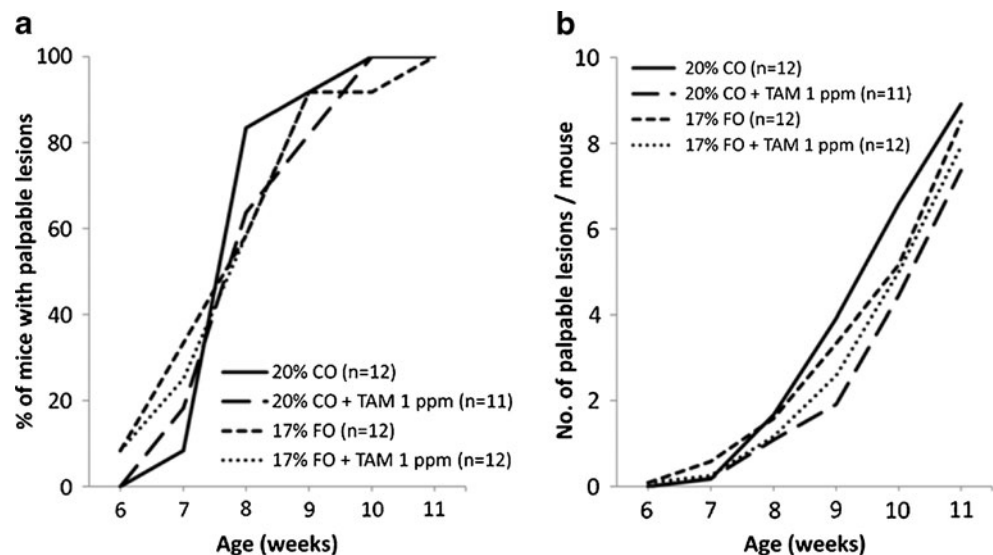 a
% of mice with palpable lesions
100
80
60
40
20
0
6 7 8 9 10 11
Age (weeks)
20% CO (n=12)
20% CO + TAM 1 ppm (n=11)
17% FO (n=12)
17% FO + TAM 1 ppm (n=12)
b
No. of palpable lesions / mouse
10
8
6
4
2
0
6 7 8 9 10 11
Age (weeks)
20% CO (n=12)
20% CO + TAM 1 ppm (n=11)
17% FO (n=12)
17% FO + TAM 1 ppm (n=12)